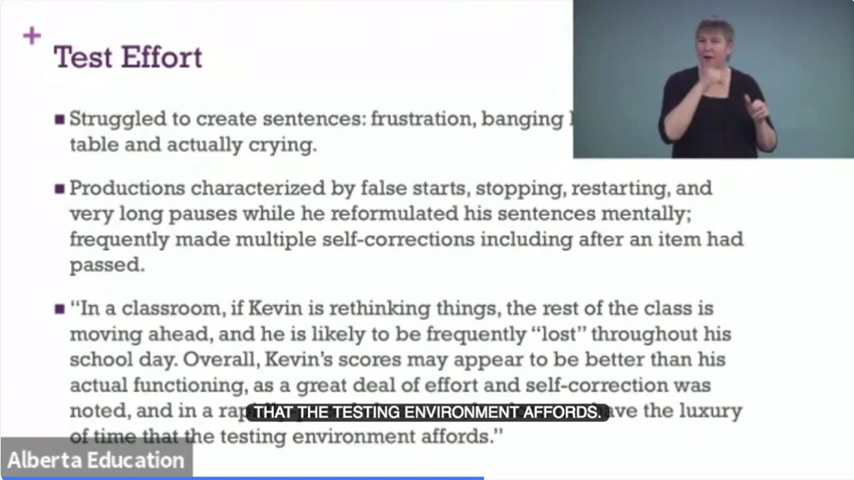 +
Test Effort
■ Struggled to create sentences: frustration, banging
table and actually crying.
■ Productions characterized by false starts, stopping, restarting, and
very long pauses while he reformulated his sentences mentally;
frequently made multiple self-corrections including after an item had
passed.
■ “In a classroom, if Kevin is rethinking things, the rest of the class is
moving ahead, and he is likely to be frequently “lost” throughout his
school day. Overall, Kevin’s scores may appear to be better than his
actual functioning, as a great deal of effort and self-correction was
noted, and in a
THAT THE TESTING ENVIRONMENT AFFORDS.
the luxury
of time that the testing environment affords.”
Alberta Education